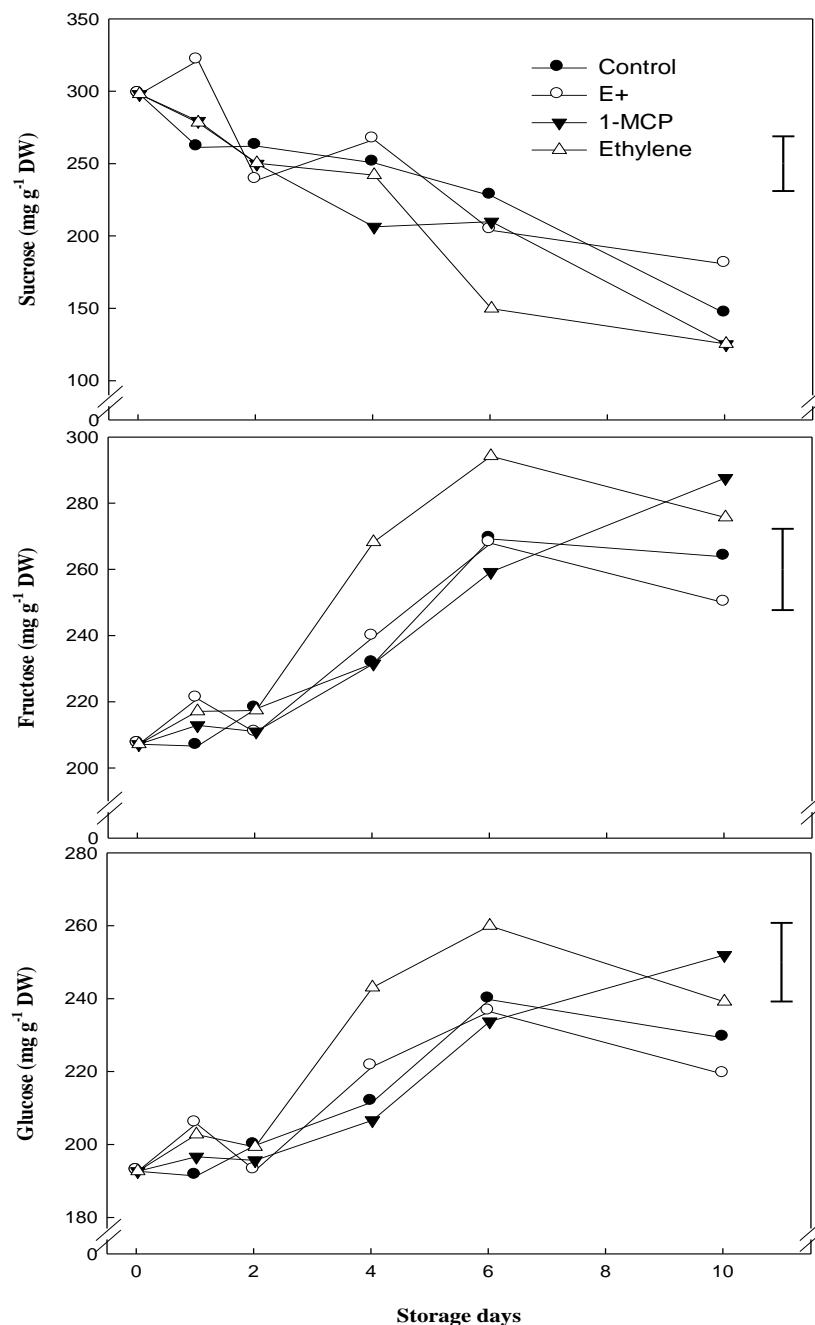 350
300
250
200
150
100
0
Sucrose (mg g-1 DW)
Control
E+
1-MCP
Ethylene
300
280
260
240
220
200
0
Fructose (mg g-1 DW)
280
260
240
220
200
180
0
Glucose (mg g-1 DW)
0 2 4 6 8 10
Storage days